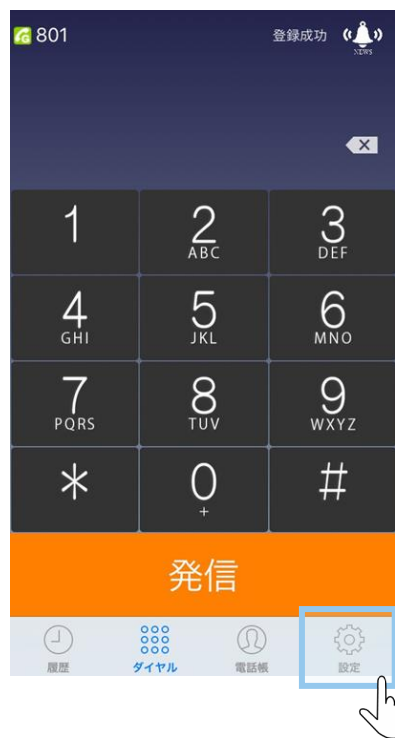 801 登録成功
NEWS
1 2 3
ABC DEF
4 5 6
GHI JKL MNO
7 8 9
PQRS TUV WXYZ
* 0 #
+
発信
履歴 ダイヤル 電話帳 設定